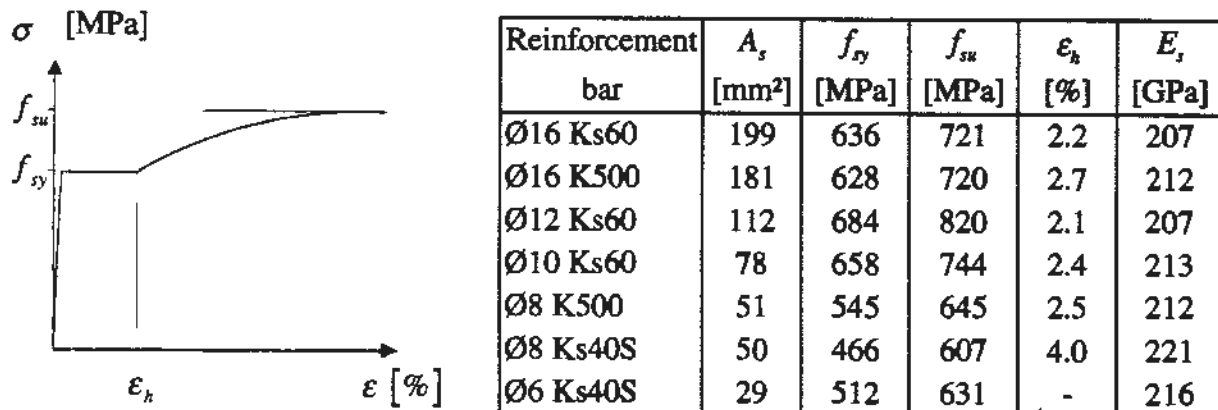 σ [MPa]
f_su
f_sy
ε_h
ε [%]
Reinforcement bar A_s [mm²] f_sy [MPa] f_su [MPa] ε_h [%] E_s [GPa]
Ø16 Ks60 199 636 721 2.2 207
Ø16 K500 181 628 720 2.7 212
Ø12 Ks60 112 684 820 2.1 207
Ø10 Ks60 78 658 744 2.4 213
Ø8 K500 51 545 645 2.5 212
Ø8 Ks40S 50 466 607 4.0 221
Ø6 Ks40S 29 512 631 - 216